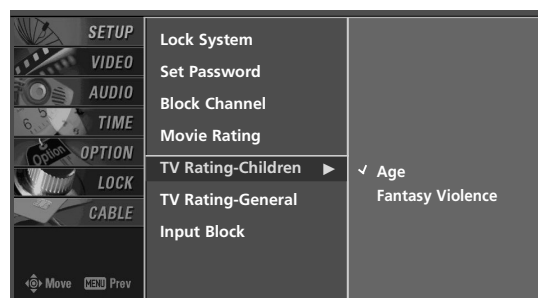 SETUP
VIDEO
AUDIO
TIME
OPTION
LOCK
CABLE
Move MENU Prev
Lock System
Set Password
Block Channel
Movie Rating
TV Rating-Children ▶
TV Rating-General
Input Block
✓ Age
Fantasy Violence